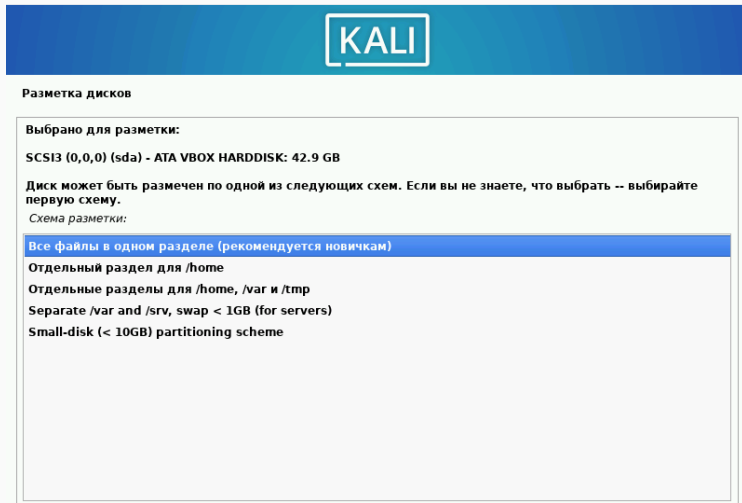 KALI
Разметка дисков
Выбрано для разметки:
SCSI3 (0,0,0) (sda) - ATA VBOX HARDDISK: 42.9 GB
Диск может быть размечен по одной из следующих схем. Если вы не знаете, что выбрать -- выбирайте
первую схему.
Схема разметки:
Все файлы в одном разделе (рекомендуется новичкам)
Отдельный раздел для /home
Отдельные разделы для /home, /var и /tmp
Separate /var and /srv, swap < 1GB (for servers)
Small-disk (< 10GB) partitioning scheme